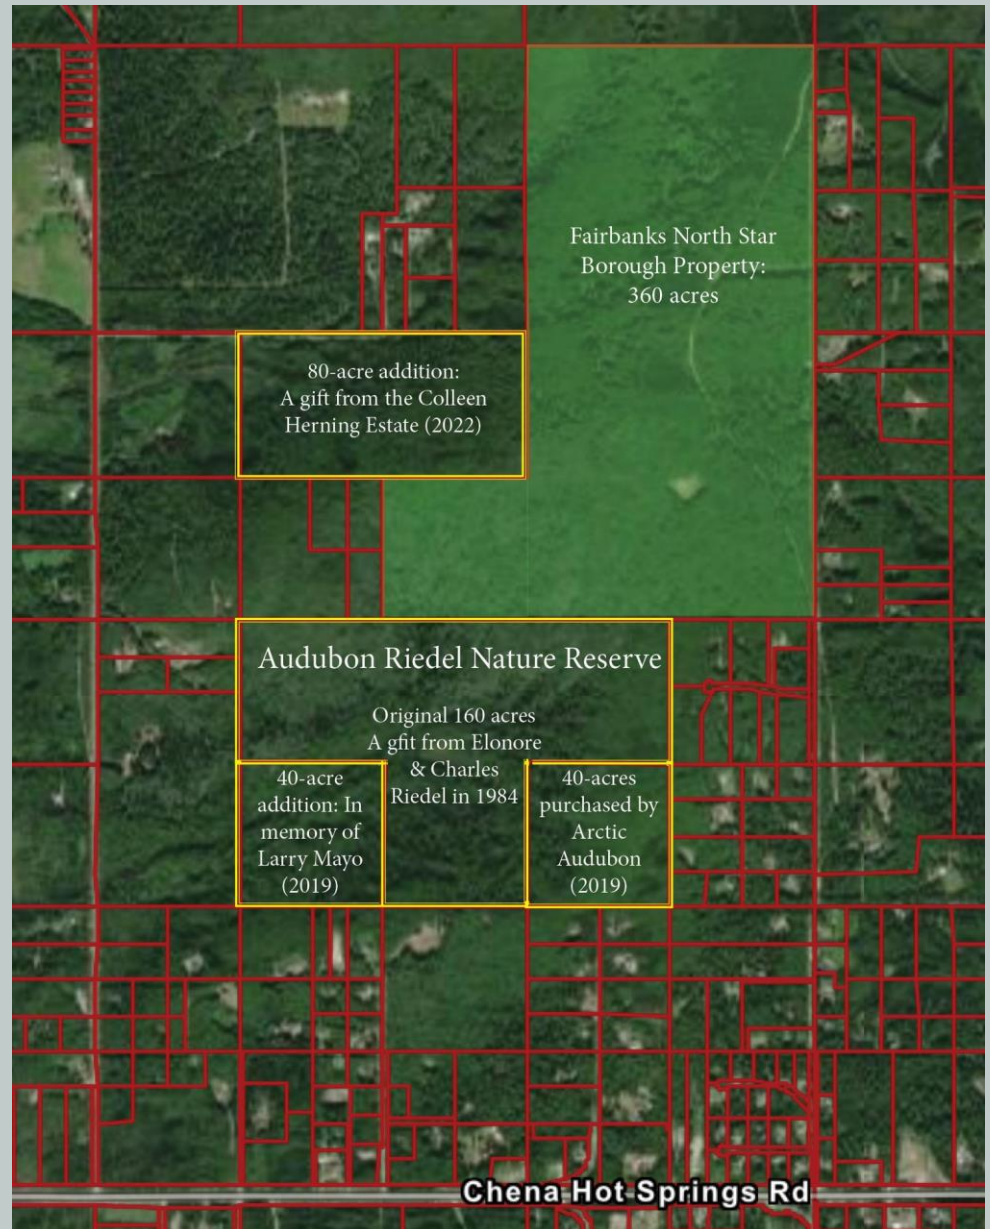 Fairbanks North Star
Borough Property:
360 acres
80-acre addition:
A gift from the Colleen
Herning Estate (2022)
Audubon Riedel Nature Reserve
Original 160 acres
A gfit from Elonore
& Charles
Riedel in 1984
40-acre
addition: In
memory of
Larry Mayo
(2019)
40-acres
purchased by
Arctic
Audubon
(2019)
Chena Hot Springs Rd